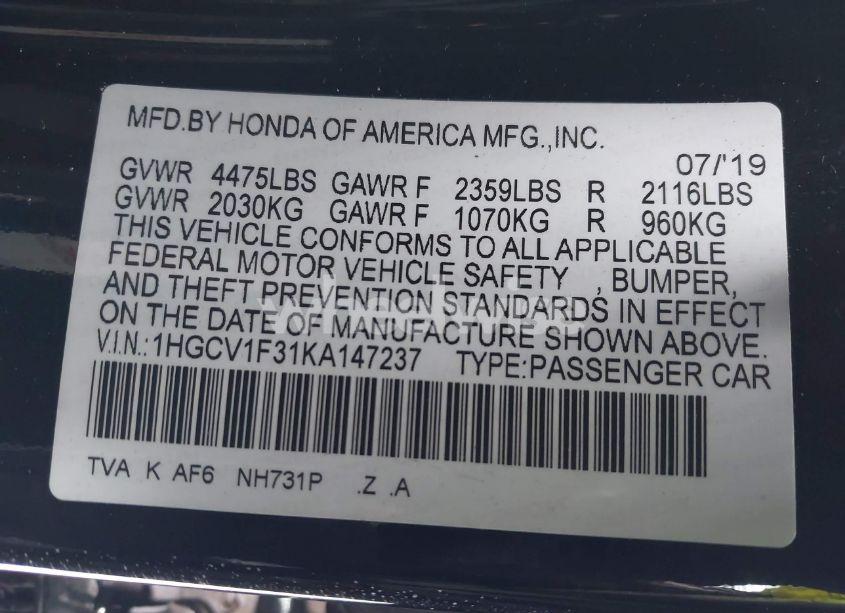 MFD.BY HONDA OF AMERICA MFG.,INC.
07/'19
GVWR 4475LBS GAWR F 2359LBS R 2116LBS
GVWR 2030KG GAWR F 1070KG R 960KG
THIS VEHICLE CONFORMS TO ALL APPLICABLE
FEDERAL MOTOR VEHICLE SAFETY , BUMPER,
AND THEFT PREVENTION STANDARDS IN EFFECT
ON THE DATE OF MANUFACTURE SHOWN ABOVE.
V.I.N.:1HGCV1F31KA147237 TYPE:PASSENGER CAR
TVA K AF6 NH731P .Z .A